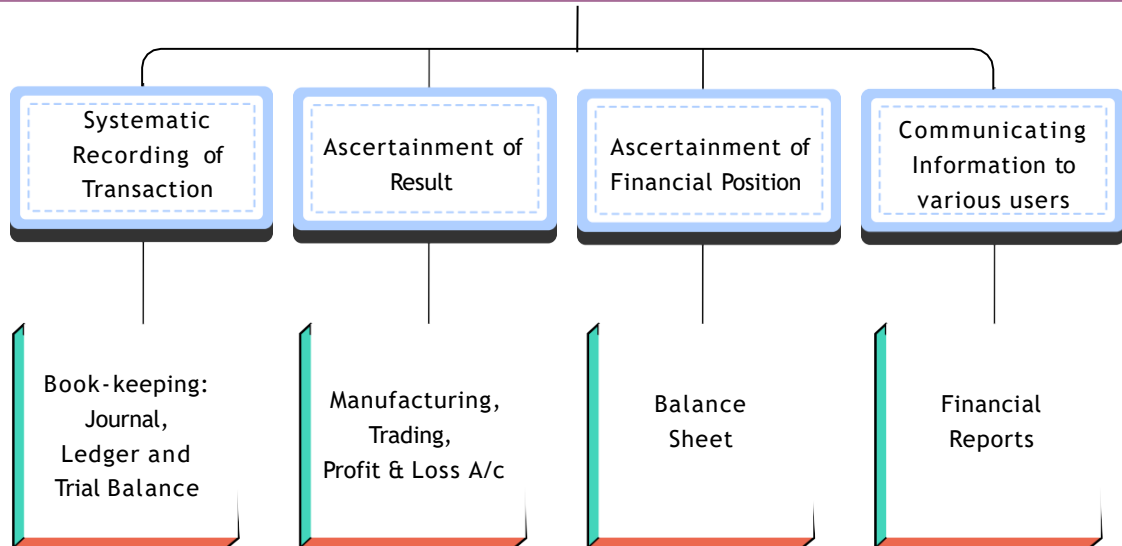 Systematic
Recording of
Transaction
Ascertainment of
Result
Ascertainment of
Financial Position
Communicating
Information to
various users
Book-keeping:
Journal,
Ledger and
Trial Balance
Manufacturing,
Trading,
Profit & Loss A/c
Balance
Sheet
Financial
Reports